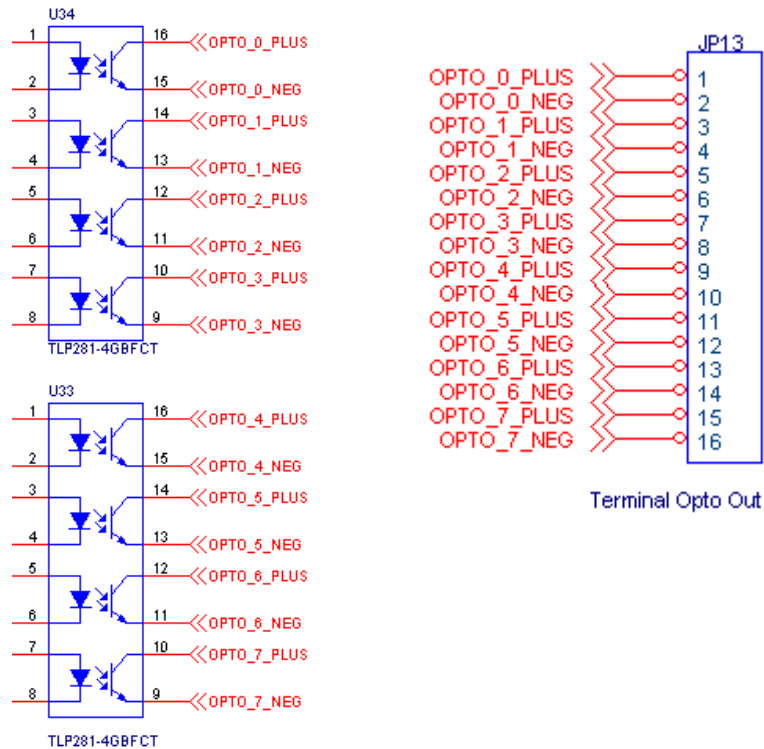 U34
1 16 OPTO_0_PLUS
2 15 OPTO_0_NEG
3 14 OPTO_1_PLUS
4 13 OPTO_1_NEG
5 12 OPTO_2_PLUS
6 11 OPTO_2_NEG
7 10 OPTO_3_PLUS
8 9 OPTO_3_NEG
TLP281-4GBFCT
U33
1 16 OPTO_4_PLUS
2 15 OPTO_4_NEG
3 14 OPTO_5_PLUS
4 13 OPTO_5_NEG
5 12 OPTO_6_PLUS
6 11 OPTO_6_NEG
7 10 OPTO_7_PLUS
8 9 OPTO_7_NEG
TLP281-4GBFCT
JP13
OPTO_0_PLUS 1
OPTO_0_NEG 2
OPTO_1_PLUS 3
OPTO_1_NEG 4
OPTO_2_PLUS 5
OPTO_2_NEG 6
OPTO_3_PLUS 7
OPTO_3_NEG 8
OPTO_4_PLUS 9
OPTO_4_NEG 10
OPTO_5_PLUS 11
OPTO_5_NEG 12
OPTO_6_PLUS 13
OPTO_6_NEG 14
OPTO_7_PLUS 15
OPTO_7_NEG 16
Terminal Opto Out